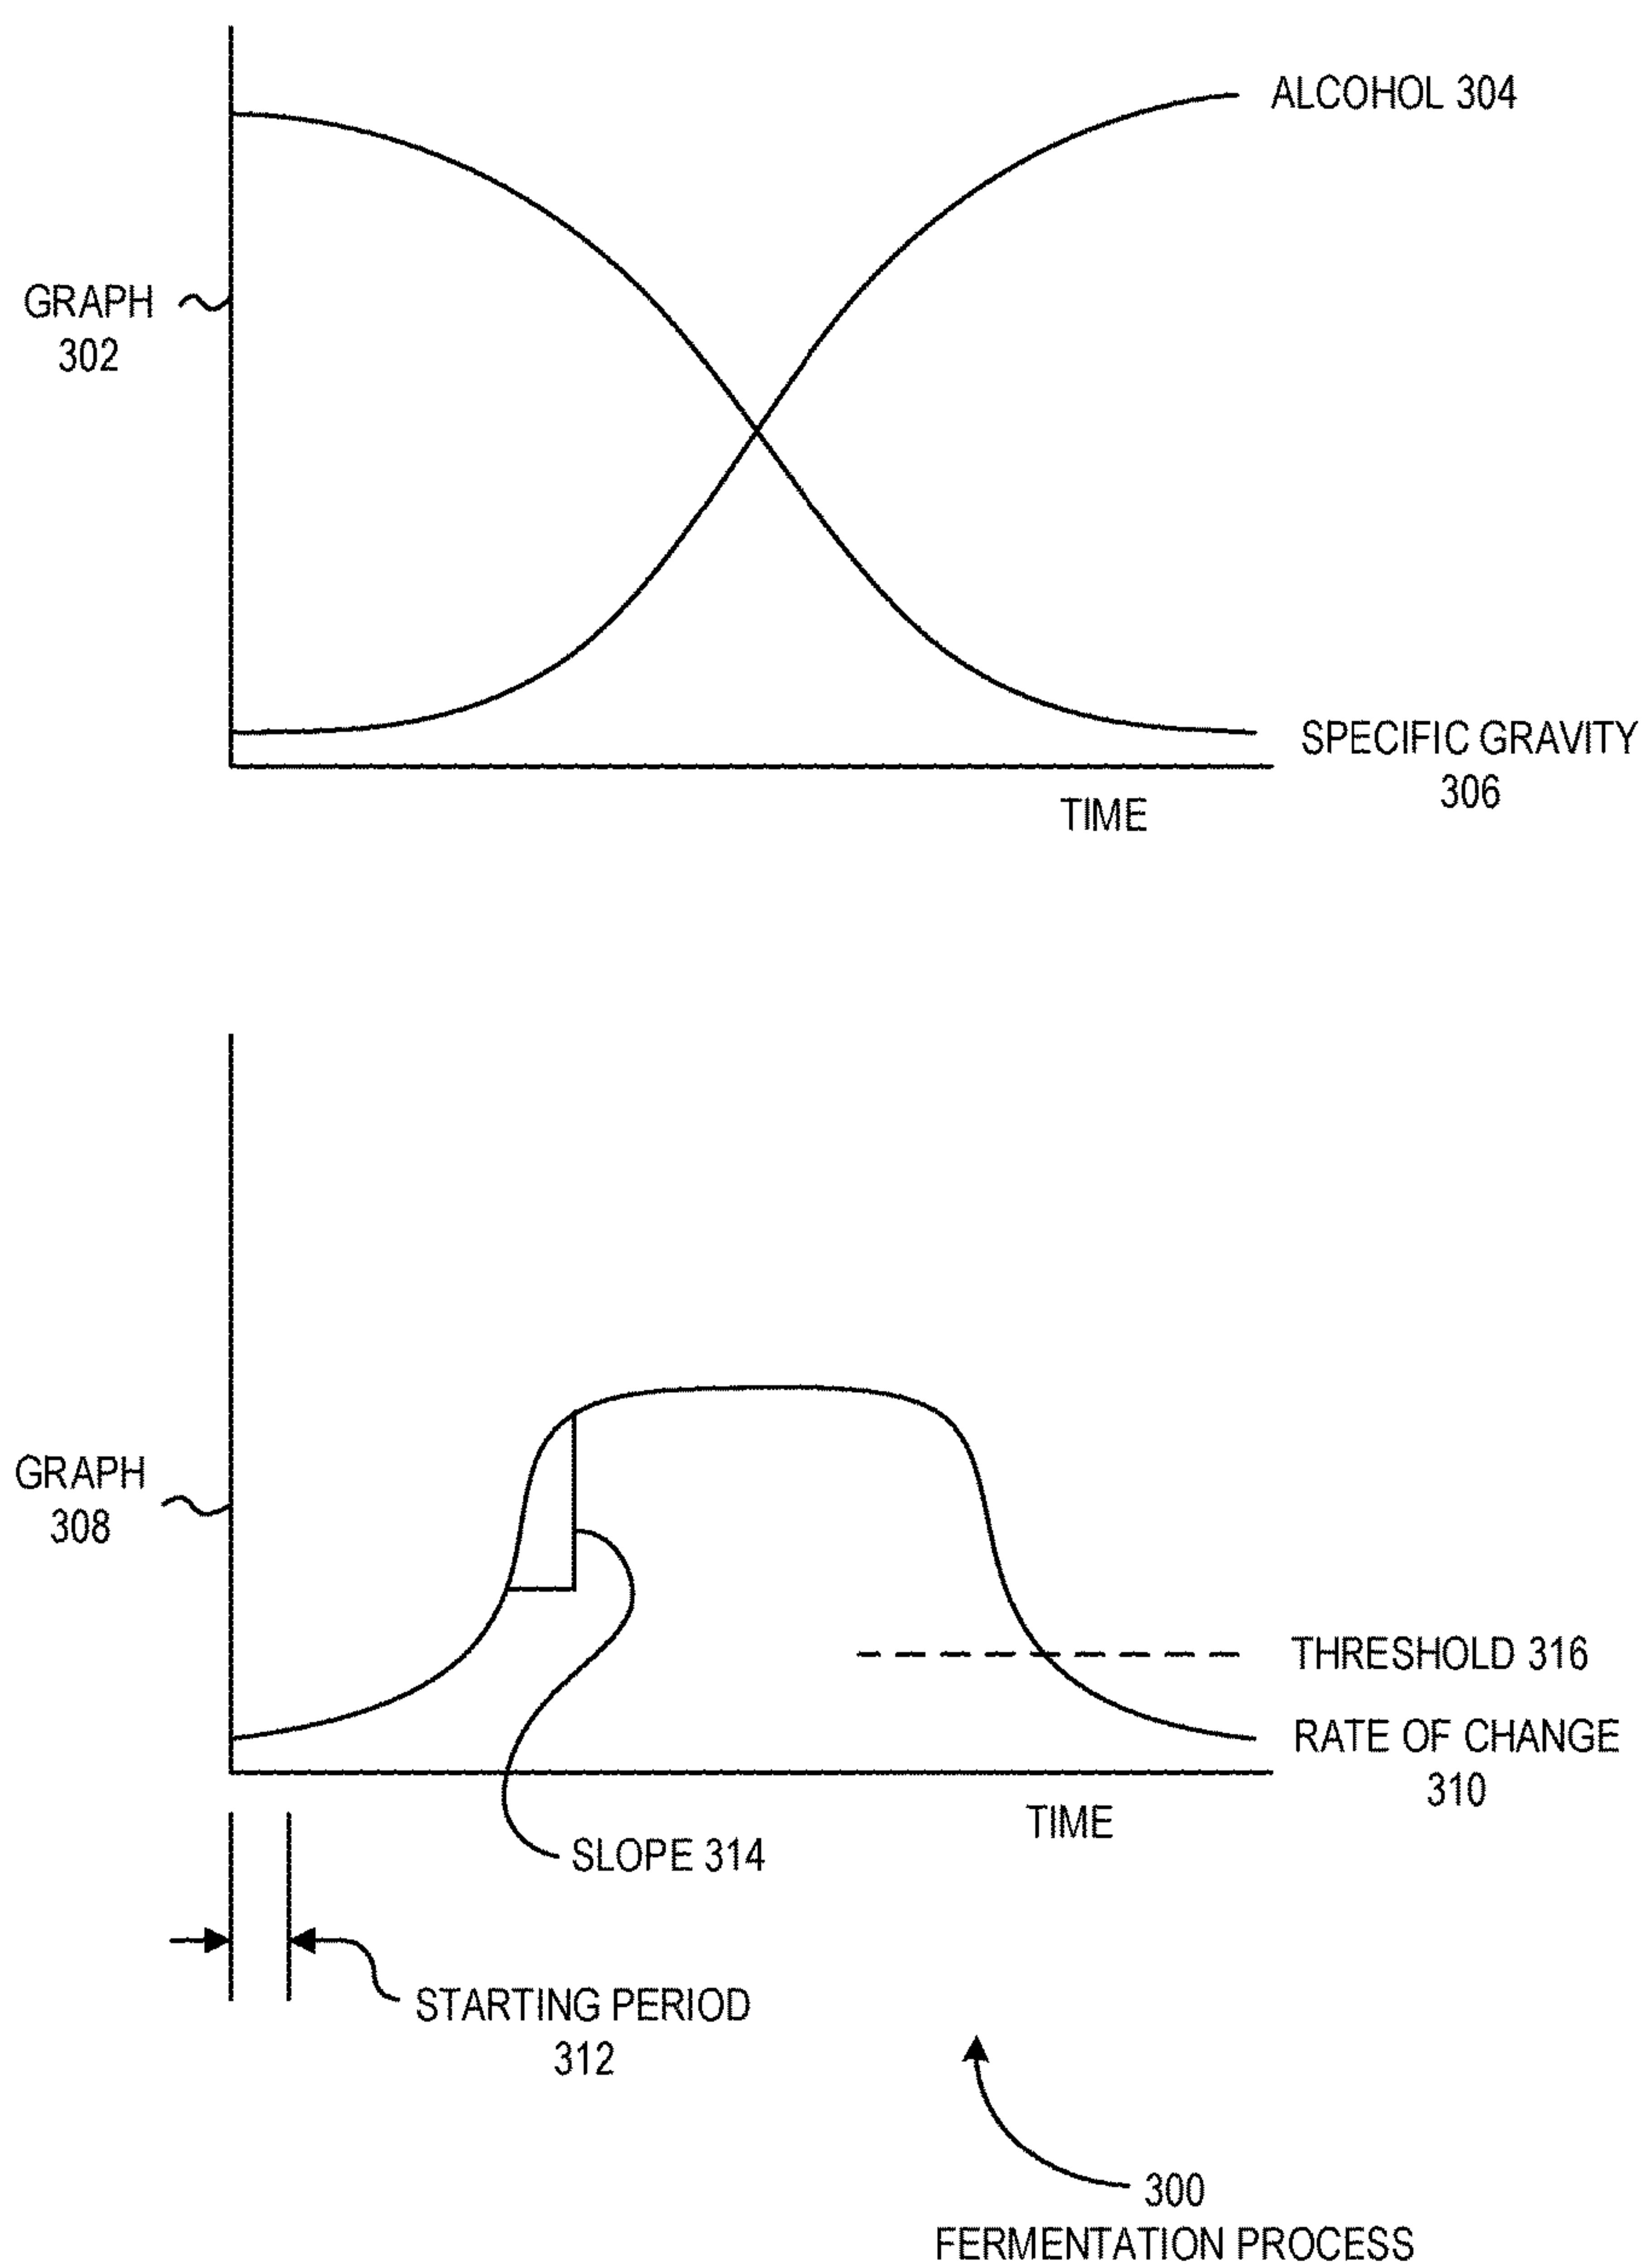 ALCOHOL 304
GRAPH
302
SPECIFIC GRAVITY
306
TIME
GRAPH
308
THRESHOLD 316
RATE OF CHANGE
310
TIME
SLOPE 314
STARTING PERIOD
312
300
FERMENTATION PROCESS